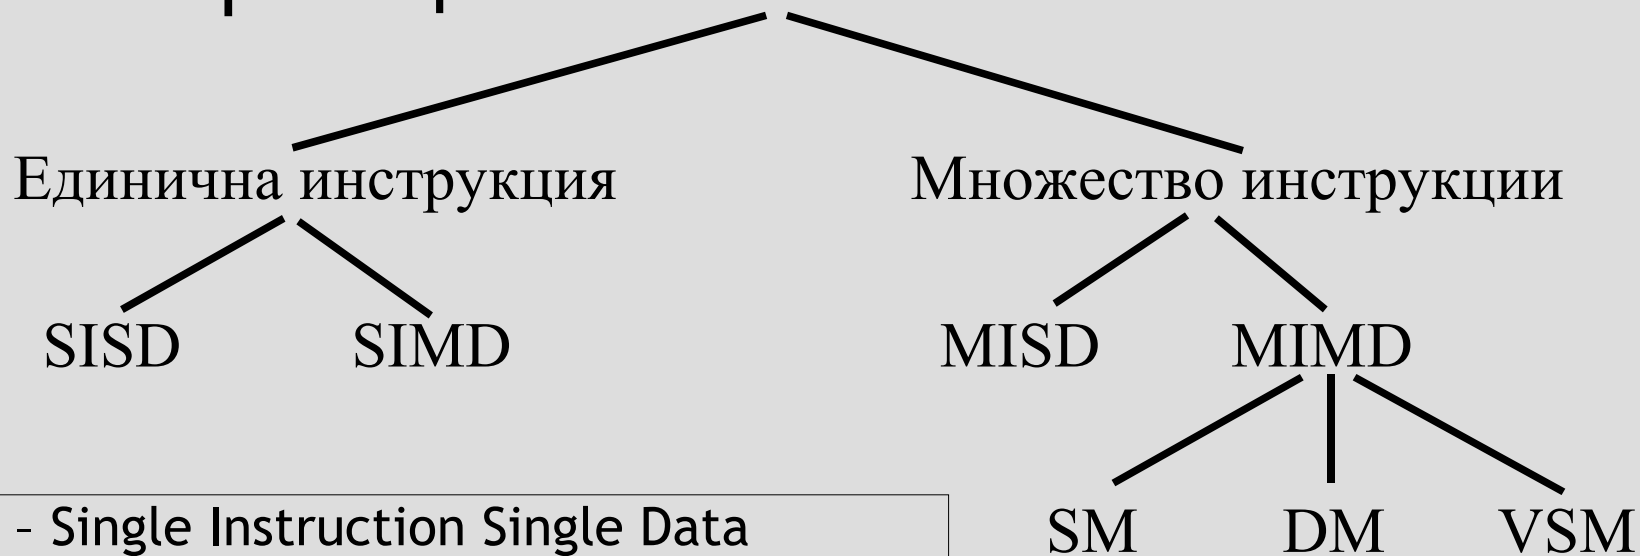 Единична инструкция Множество инструкции
SISD SIMD MISD MIMD
SM DM VSM
– Single Instruction Single Data